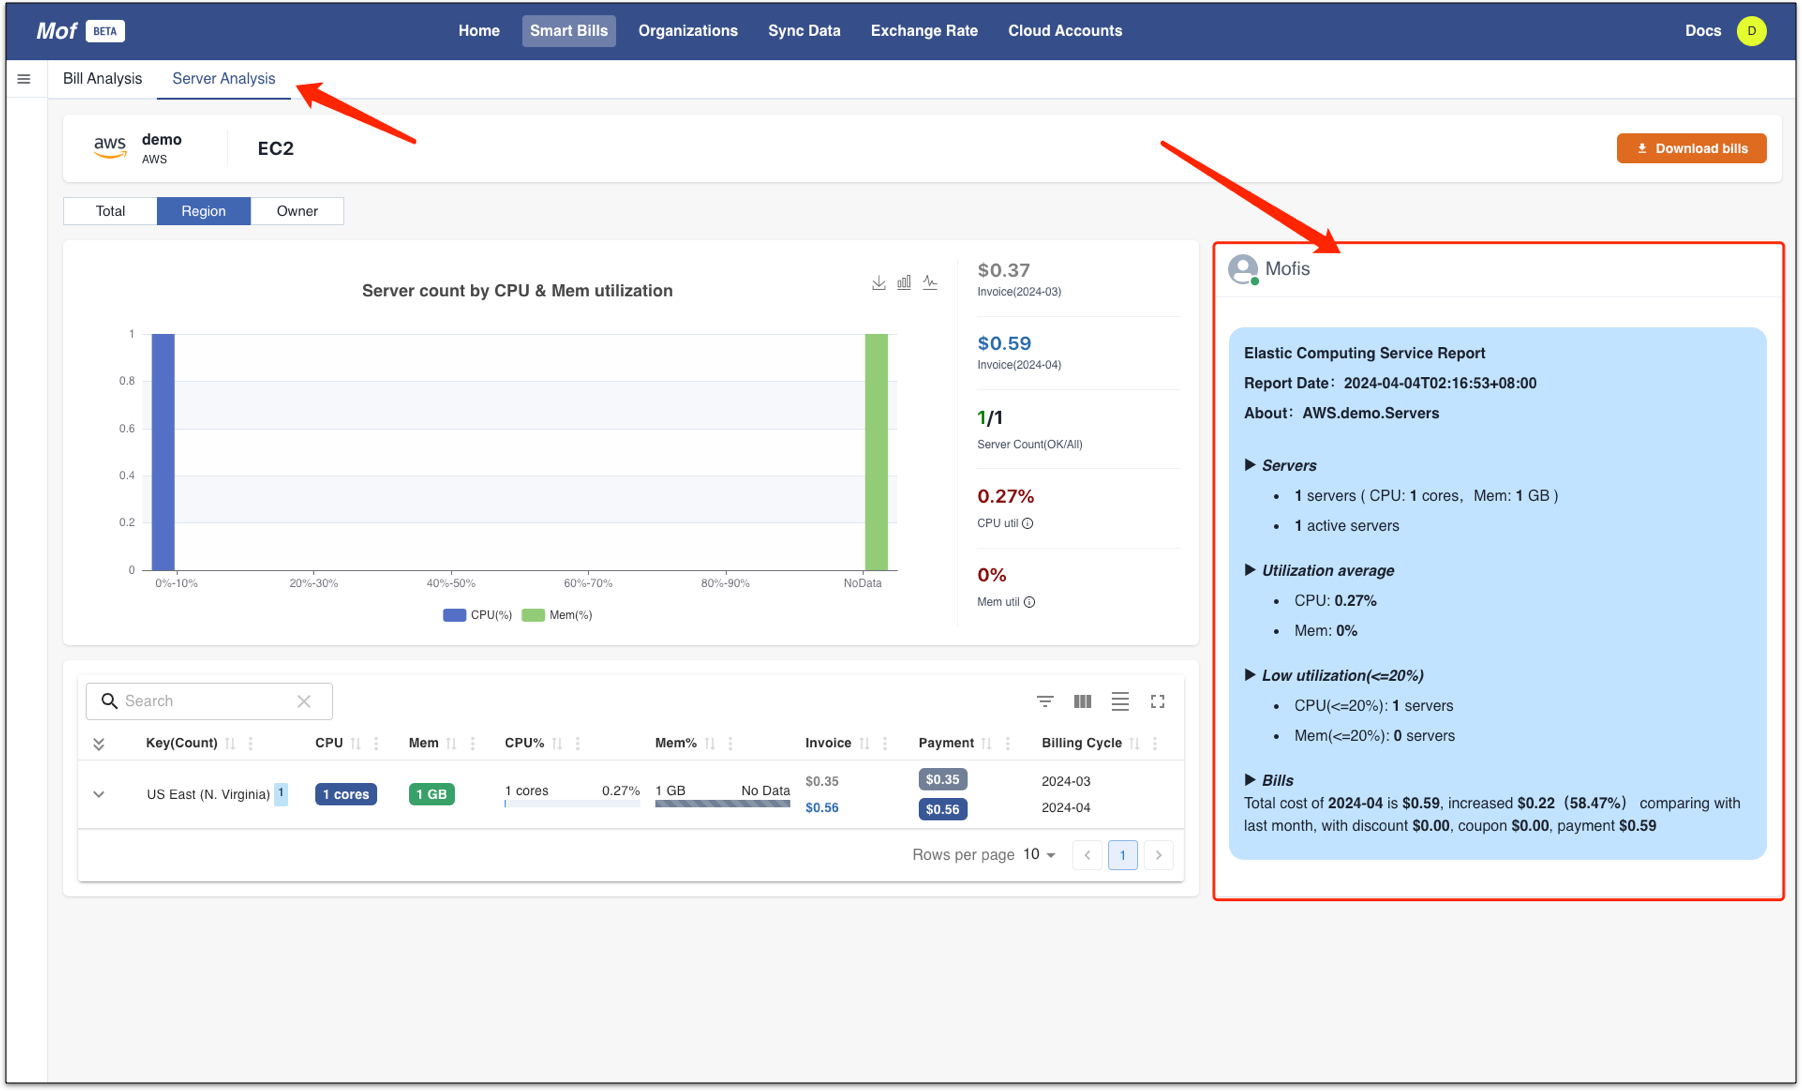 Mof BETA
Home Smart Bills Organizations Sync Data Exchange Rate Cloud Accounts
Docs D
Bill Analysis Server Analysis
aws demo
AWS
EC2
Download bills
Total Region Owner
Server count by CPU & Mem utilization
1
0.8
0.6
0.4
0.2
0
0%-10% 20%-30% 40%-50% 60%-70% 80%-90% NoData
CPU(%) Mem(%)
$0.37
Invoice(2024-03)
$0.59
Invoice(2024-04)
1/1
Server Count(OK/All)
0.27%
CPU util
0%
Mem util
Search
Key(Count) CPU Mem CPU% Mem% Invoice Payment Billing Cycle
US East (N. Virginia) 1 1 cores 1 GB 1 cores 0.27% 1 GB No Data
$0.35 $0.35 2024-03
$0.56 $0.56 2024-04
Rows per page 10 1
Mofis
Elastic Computing Service Report
Report Date：2024-04-04T02:16:53+08:00
About：AWS.demo.Servers
▶ Servers
• 1 servers ( CPU: 1 cores，Mem: 1 GB )
• 1 active servers
▶ Utilization average
• CPU: 0.27%
• Mem: 0%
▶ Low utilization(<=20%)
• CPU(<=20%): 1 servers
• Mem(<=20%): 0 servers
▶ Bills
Total cost of 2024-04 is $0.59, increased $0.22（58.47%） comparing with
last month, with discount $0.00, coupon $0.00, payment $0.59